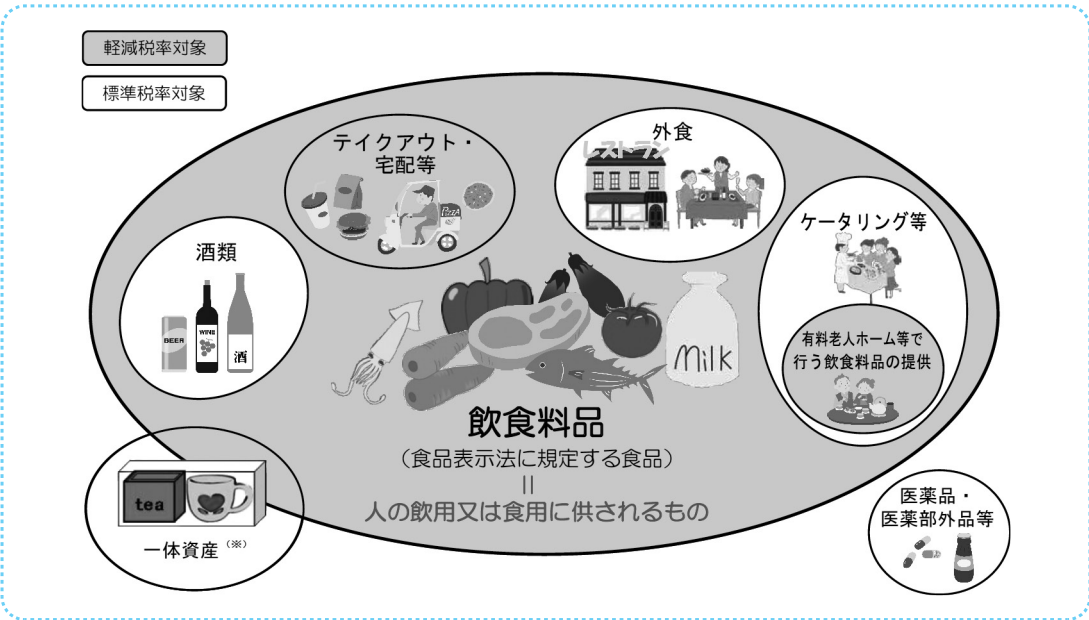 軽減税率対象
標準税率対象
テイクアウト・
宅配等
外食
レストラン
PIZZA
酒類
BEER
WINE
酒
ケータリング等
有料老人ホーム等で
行う飲食料品の提供
Milk
飲食料品
（食品表示法に規定する食品）
＝
人の飲用又は食用に供されるもの
tea
一体資産（※）
医薬品・
医薬部外品等